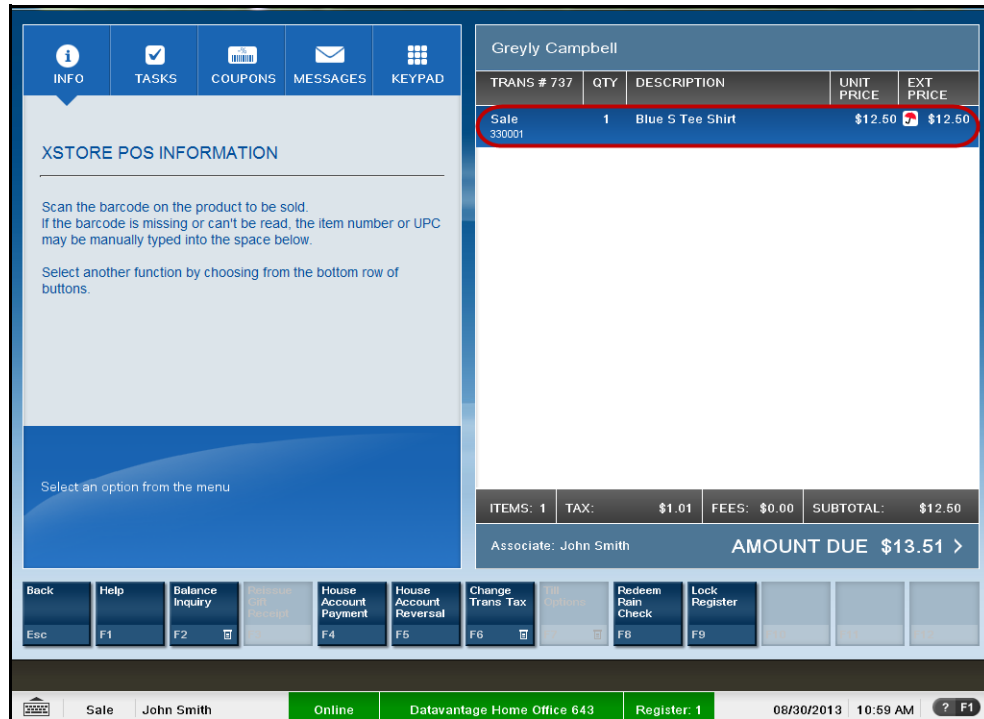 INFO
TASKS
COUPONS
MESSAGES
KEYPAD
XSTORE POS INFORMATION
Scan the barcode on the product to be sold.
If the barcode is missing or can't be read, the item number or UPC
may be manually typed into the space below.
Select another function by choosing from the bottom row of
buttons.
Select an option from the menu
Greyly Campbell
TRANS # 737 QTY DESCRIPTION UNIT PRICE EXT PRICE
Sale 1 Blue S Tee Shirt $12.50 $12.50
330001
ITEMS: 1 TAX: $1.01 FEES: $0.00 SUBTOTAL: $12.50
Associate: John Smith AMOUNT DUE $13.51 >
Back
Esc
Help
F1
Balance
Inquiry
F2
Retrieve
Gift
Receipt
House
Account
Payment
F4
House
Account
Reversal
F5
Change
Trans Tax
F6
Till
Options
Redeem
Rain
Check
F8
Lock
Register
F9
Sale John Smith Online Datavantage Home Office 643 Register: 1 08/30/2013 10:59 AM ? F1